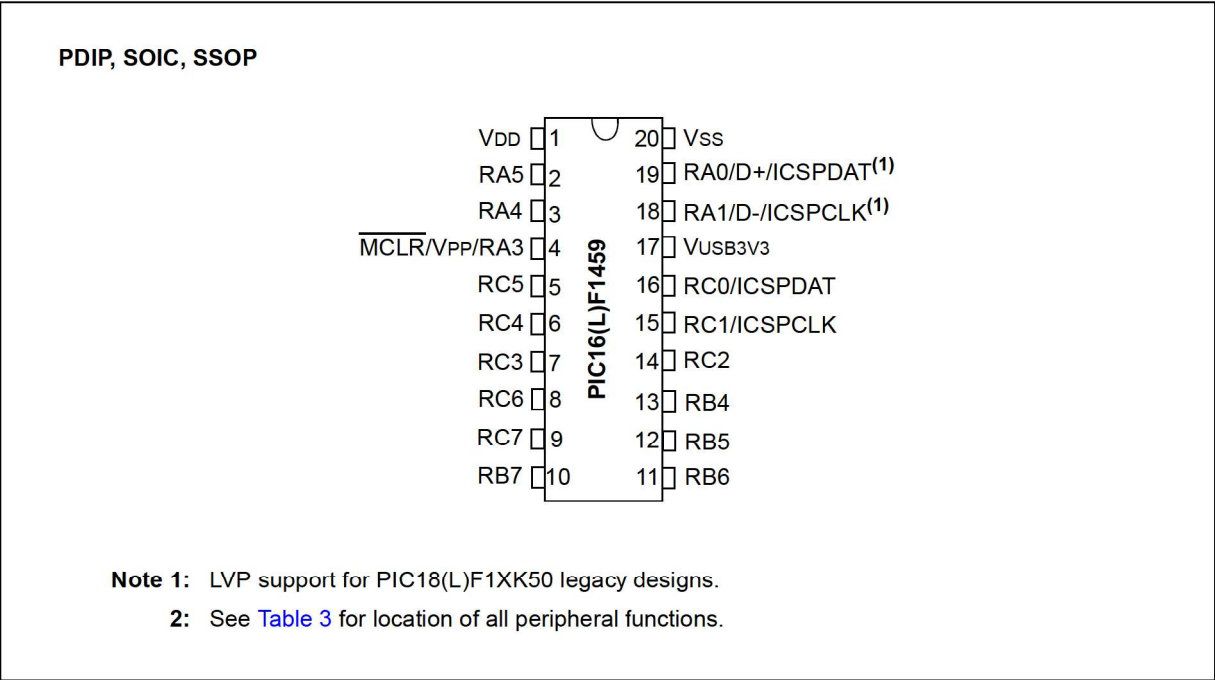 PDIP, SOIC, SSOP
VDD 1 20 VSS
RA5 2 19 RA0/D+/ICSPDAT(1)
RA4 3 18 RA1/D-/ICSPCLK(1)
MCLR/VPP/RA3 4 17 VUSB3V3
RC5 5 16 RC0/ICSPDAT
RC4 6 15 RC1/ICSPCLK
RC3 7 14 RC2
RC6 8 13 RB4
RC7 9 12 RB5
RB7 10 11 RB6
PIC16(L)F1459
Note 1: LVP support for PIC18(L)F1XK50 legacy designs.
2: See Table 3 for location of all peripheral functions.